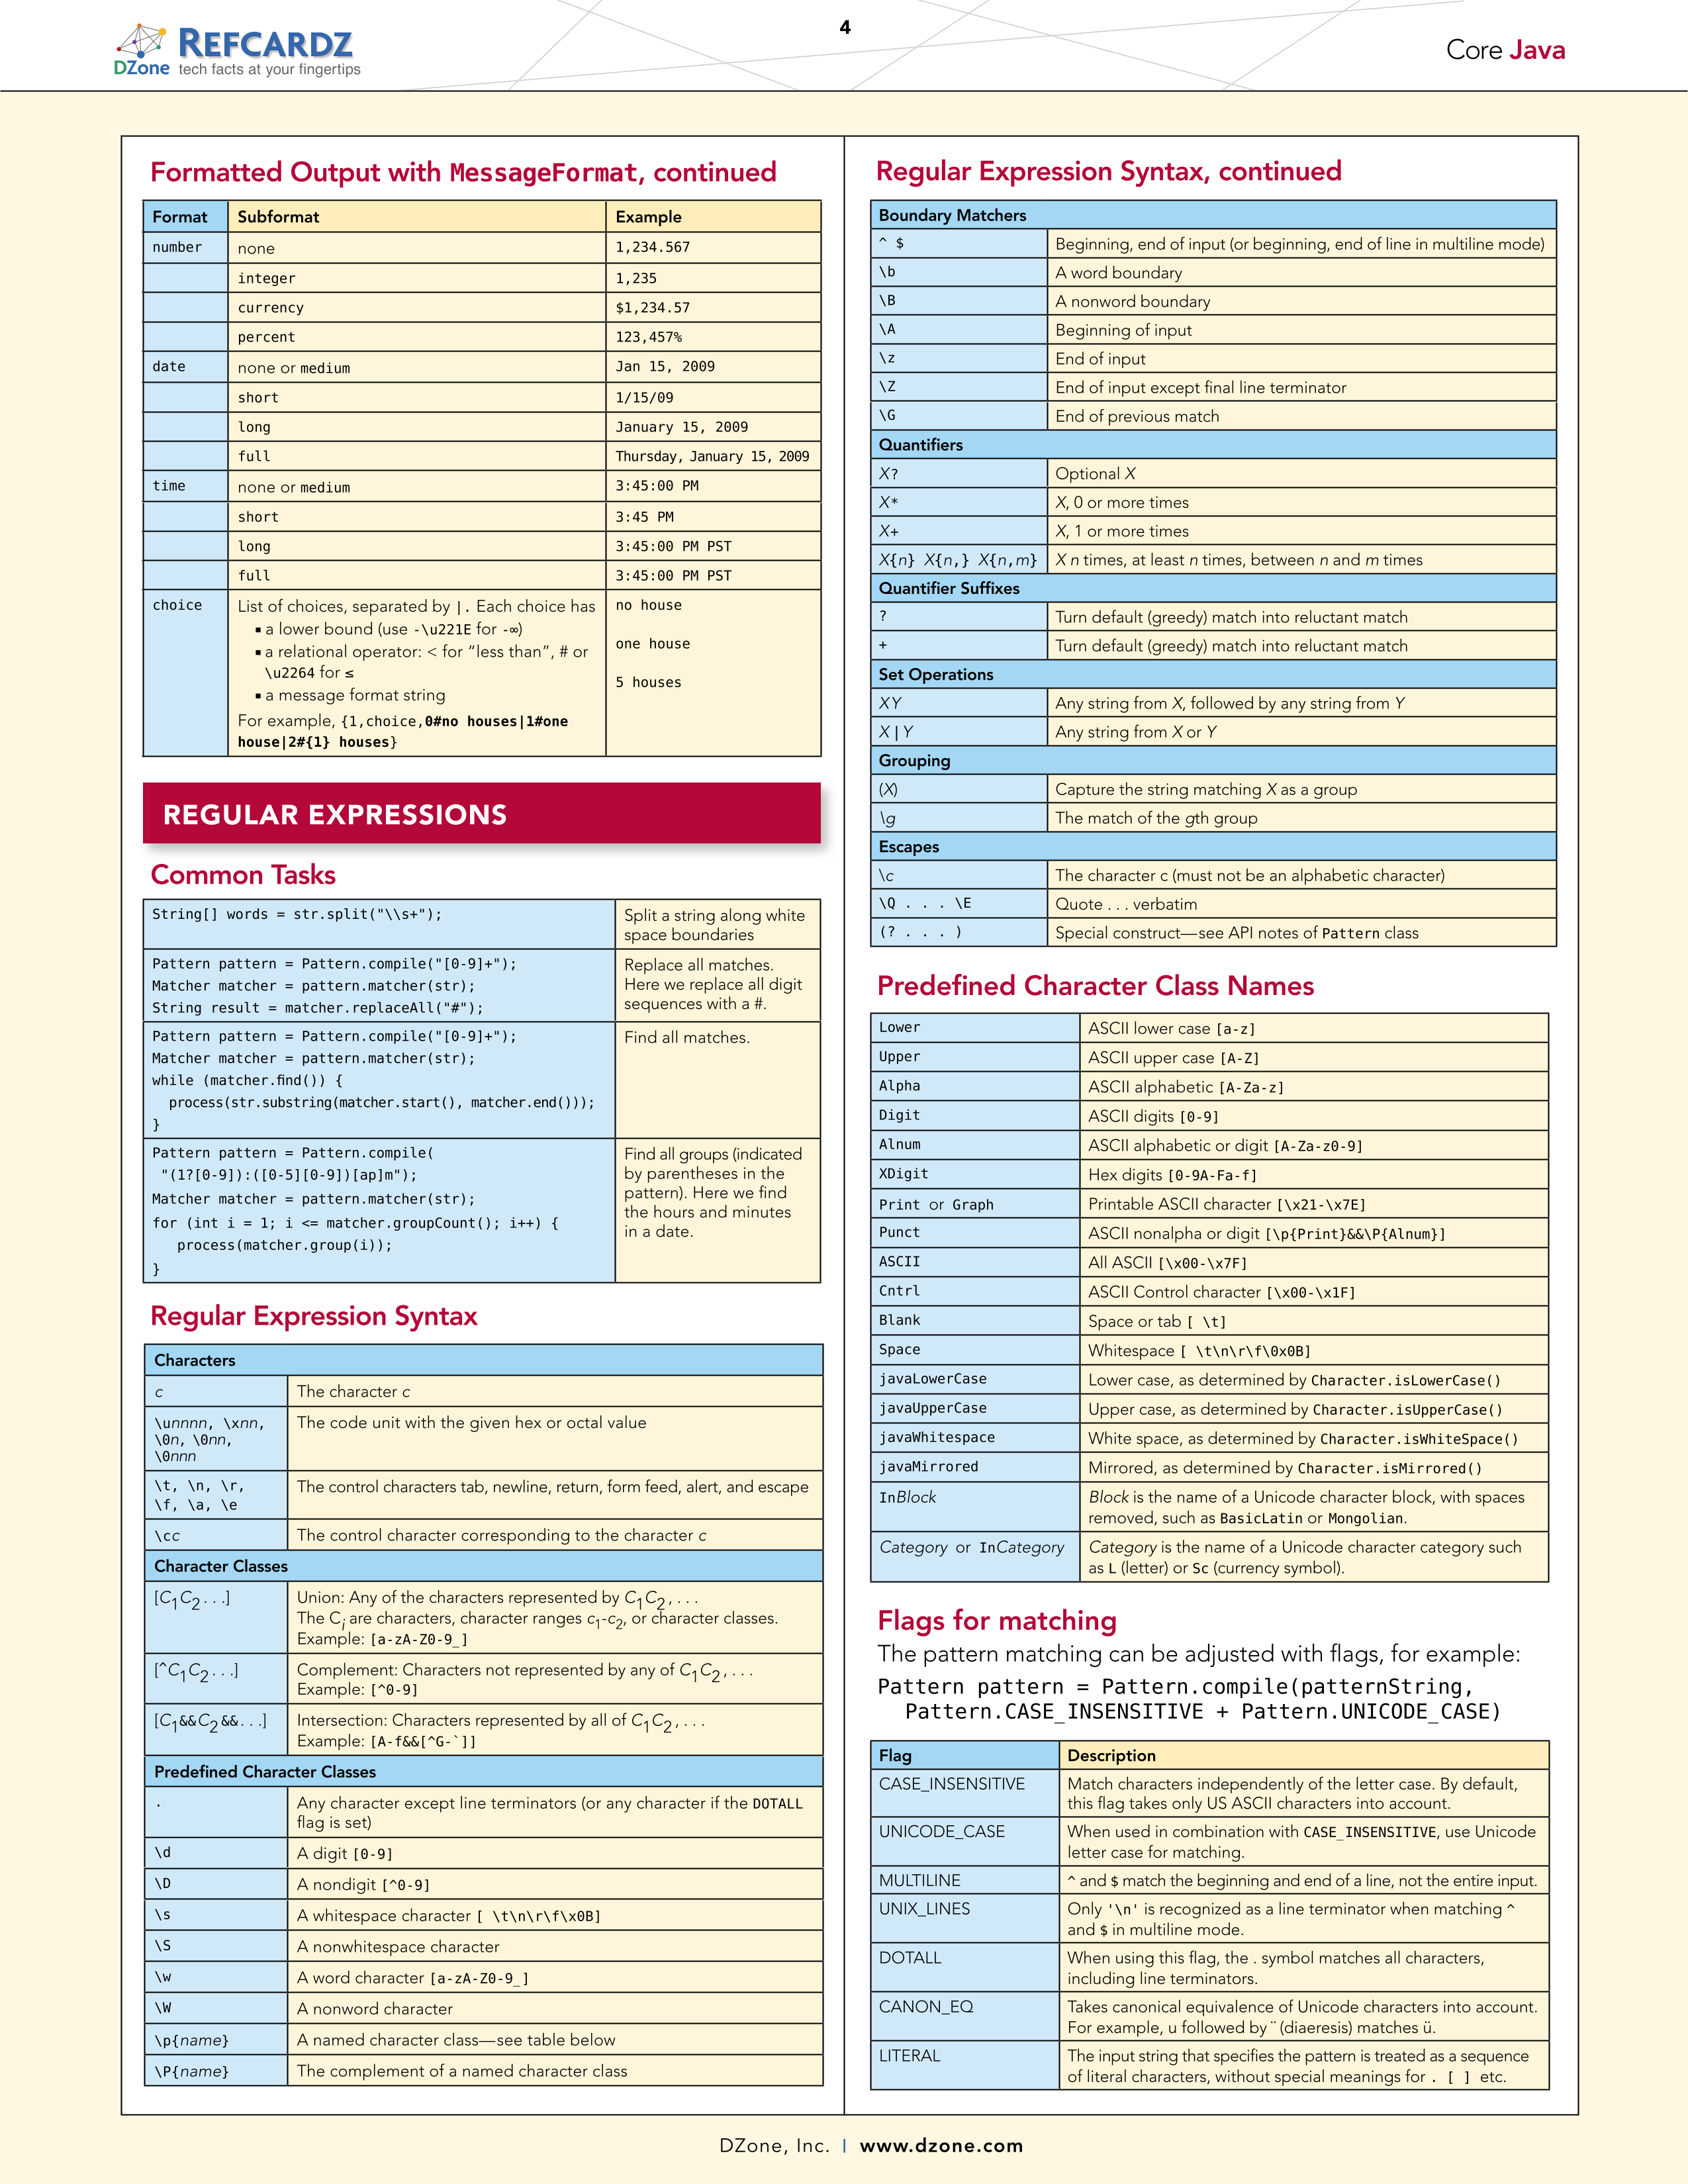 DZone
REFCARDZ
tech facts at your fingertips
4
Core Java
Formatted Output with MessageFormat, continued
Format Subformat Example
number none 1,234.567
integer 1,235
currency $1,234.57
percent 123,457%
date none or medium Jan 15, 2009
short 1/15/09
long January 15, 2009
full Thursday, January 15, 2009
time none or medium 3:45:00 PM
short 3:45 PM
long 3:45:00 PM PST
full 3:45:00 PM PST
choice List of choices, separated by |. Each choice has
▪ a lower bound (use -\u221E for -∞)
▪ a relational operator: < for “less than”, # or
\u2264 for ≤
▪ a message format string
For example, {1,choice,0#no houses|1#one
house|2#{1} houses}
no house
one house
5 houses
REGULAR EXPRESSIONS
Common Tasks
String[] words = str.split("\\s+");
Split a string along white
space boundaries
Pattern pattern = Pattern.compile("[0-9]+");
Matcher matcher = pattern.matcher(str);
String result = matcher.replaceAll("#");
Replace all matches.
Here we replace all digit
sequences with a #.
Pattern pattern = Pattern.compile("[0-9]+");
Matcher matcher = pattern.matcher(str);
while (matcher.find()) {
process(str.substring(matcher.start(), matcher.end()));
}
Find all matches.
Pattern pattern = Pattern.compile(
"(1?[0-9]):([0-5][0-9])[ap]m");
Matcher matcher = pattern.matcher(str);
for (int i = 1; i <= matcher.groupCount(); i++) {
process(matcher.group(i));
}
Find all groups (indicated
by parentheses in the
pattern). Here we find
the hours and minutes
in a date.
Regular Expression Syntax
Characters
c The character c
\unnnn, \xnn,
\0n, \0nn,
\0nnn
The code unit with the given hex or octal value
\t, \n, \r,
\f, \a, \e
The control characters tab, newline, return, form feed, alert, and escape
\cc The control character corresponding to the character c
Character Classes
[C1C2 . . .] Union: Any of the characters represented by C1C2 , . . .
The Ci are characters, character ranges c1-c2, or character classes.
Example: [a-zA-Z0-9_]
[^C1C2 . . .] Complement: Characters not represented by any of C1C2 , . . .
Example: [^0-9]
[C1&&C2 &&. . .] Intersection: Characters represented by all of C1C2 , . . .
Example: [A-f&&[^G-`]]
Predefined Character Classes
. Any character except line terminators (or any character if the DOTALL
flag is set)
\d A digit [0-9]
\D A nondigit [^0-9]
\s A whitespace character [ \t\n\r\f\x0B]
\S A nonwhitespace character
\w A word character [a-zA-Z0-9_]
\W A nonword character
\p{name} A named character class—see table below
\P{name} The complement of a named character class
Regular Expression Syntax, continued
Boundary Matchers
^ $ Beginning, end of input (or beginning, end of line in multiline mode)
\b A word boundary
\B A nonword boundary
\A Beginning of input
\z End of input
\Z End of input except final line terminator
\G End of previous match
Quantifiers
X? Optional X
X* X, 0 or more times
X+ X, 1 or more times
X{n} X{n,} X{n,m} X n times, at least n times, between n and m times
Quantifier Suffixes
? Turn default (greedy) match into reluctant match
+ Turn default (greedy) match into reluctant match
Set Operations
XY Any string from X, followed by any string from Y
X|Y Any string from X or Y
Grouping
(X) Capture the string matching X as a group
\g The match of the gth group
Escapes
\c The character c (must not be an alphabetic character)
\Q . . . \E Quote . . . verbatim
(? . . . ) Special construct—see API notes of Pattern class
Predefined Character Class Names
Lower ASCII lower case [a-z]
Upper ASCII upper case [A-Z]
Alpha ASCII alphabetic [A-Za-z]
Digit ASCII digits [0-9]
Alnum ASCII alphabetic or digit [A-Za-z0-9]
XDigit Hex digits [0-9A-Fa-f]
Print or Graph Printable ASCII character [\x21-\x7E]
Punct ASCII nonalpha or digit [\p{Print}&&\P{Alnum}]
ASCII All ASCII [\x00-\x7F]
Cntrl ASCII Control character [\x00-\x1F]
Blank Space or tab [ \t]
Space Whitespace [ \t\n\r\f\0x0B]
javaLowerCase Lower case, as determined by Character.isLowerCase()
javaUpperCase Upper case, as determined by Character.isUpperCase()
javaWhitespace White space, as determined by Character.isWhiteSpace()
javaMirrored Mirrored, as determined by Character.isMirrored()
InBlock Block is the name of a Unicode character block, with spaces
removed, such as BasicLatin or Mongolian.
Category or InCategory Category is the name of a Unicode character category such
as L (letter) or Sc (currency symbol).
Flags for matching
The pattern matching can be adjusted with flags, for example:
Pattern pattern = Pattern.compile(patternString,
Pattern.CASE_INSENSITIVE + Pattern.UNICODE_CASE)
Flag Description
CASE_INSENSITIVE Match characters independently of the letter case. By default,
this flag takes only US ASCII characters into account.
UNICODE_CASE When used in combination with CASE_INSENSITIVE, use Unicode
letter case for matching.
MULTILINE ^ and $ match the beginning and end of a line, not the entire input.
UNIX_LINES Only '\n' is recognized as a line terminator when matching ^
and $ in multiline mode.
DOTALL When using this flag, the . symbol matches all characters,
including line terminators.
CANON_EQ Takes canonical equivalence of Unicode characters into account.
For example, u followed by ¨ (diaeresis) matches ü.
LITERAL The input string that specifies the pattern is treated as a sequence
of literal characters, without special meanings for . [ ] etc.
DZone, Inc. | www.dzone.com